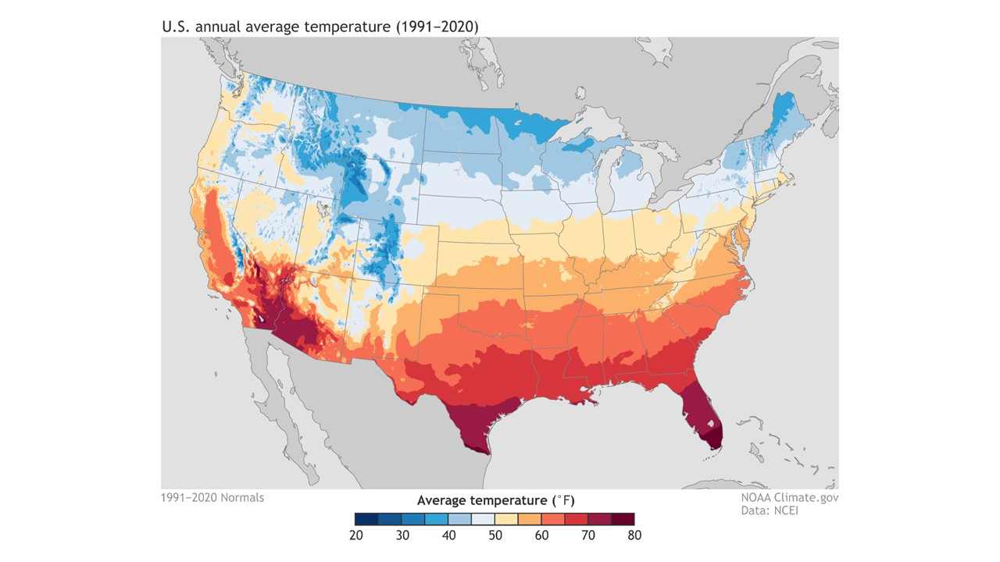 U.S. annual average temperature (1991–2020)
1991–2020 Normals
Average temperature (°F)
NOAA Climate.gov
Data: NCEI
20 30 40 50 60 70 80